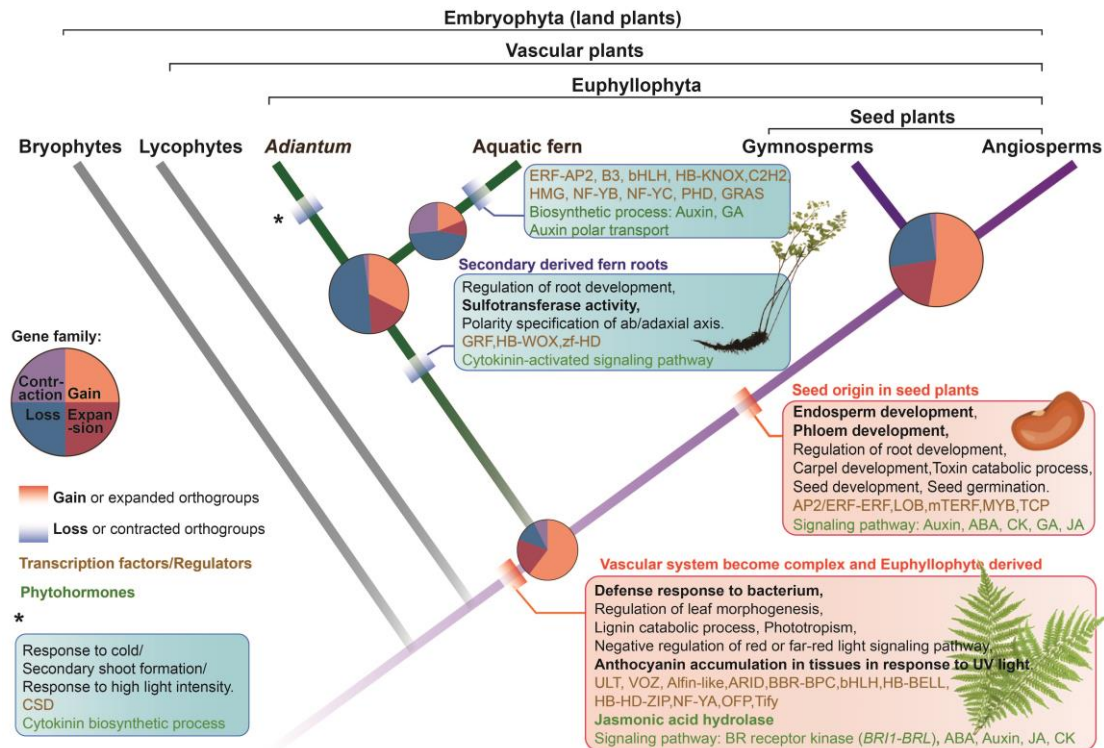 Embryophyta (land plants)
Vascular plants
Euphyllophyta
Seed plants
Bryophytes
Lycophytes
Adiantum
Aquatic fern
Gymnosperms
Angiosperms
ERF-AP2, B3, bHLH, HB-KNOX,C2H2,
HMG, NF-YB, NF-YC, PHD, GRAS
Biosynthetic process: Auxin, GA
Auxin polar transport
*
Secondary derived fern roots
Regulation of root development,
Sulfotransferase activity,
Polarity specification of ab/adaxial axis.
GRF,HB-WOX,zf-HD
Cytokinin-activated signaling pathway
Gene family:
Contr-
action
Gain
Loss
Expan
-sion
Seed origin in seed plants
Endosperm development,
Phloem development,
Regulation of root development,
Carpel development,Toxin catabolic process,
Seed development, Seed germination.
AP2/ERF-ERF,LOB,mTERF,MYB,TCP
Signaling pathway: Auxin, ABA, CK, GA, JA
Gain or expanded orthogroups
Loss or contracted orthogroups
Transcription factors/Regulators
Phytohormones
*
Response to cold/
Secondary shoot formation/
Response to high light intensity.
CSD
Cytokinin biosynthetic process
Vascular system become complex and Euphyllophyte derived
Defense response to bacterium,
Regulation of leaf morphogenesis,
Lignin catabolic process, Phototropism,
Negative regulation of red or far-red light signaling pathway,
Anthocyanin accumulation in tissues in response to UV light.
ULT, VOZ, Alfin-like,ARID,BBR-BPC,bHLH,HB-BELL,
HB-HD-ZIP,NF-YA,OFP,Tify
Jasmonic acid hydrolase
Signaling pathway: BR receptor kinase (BRI1-BRL), ABA, Auxin, JA, CK